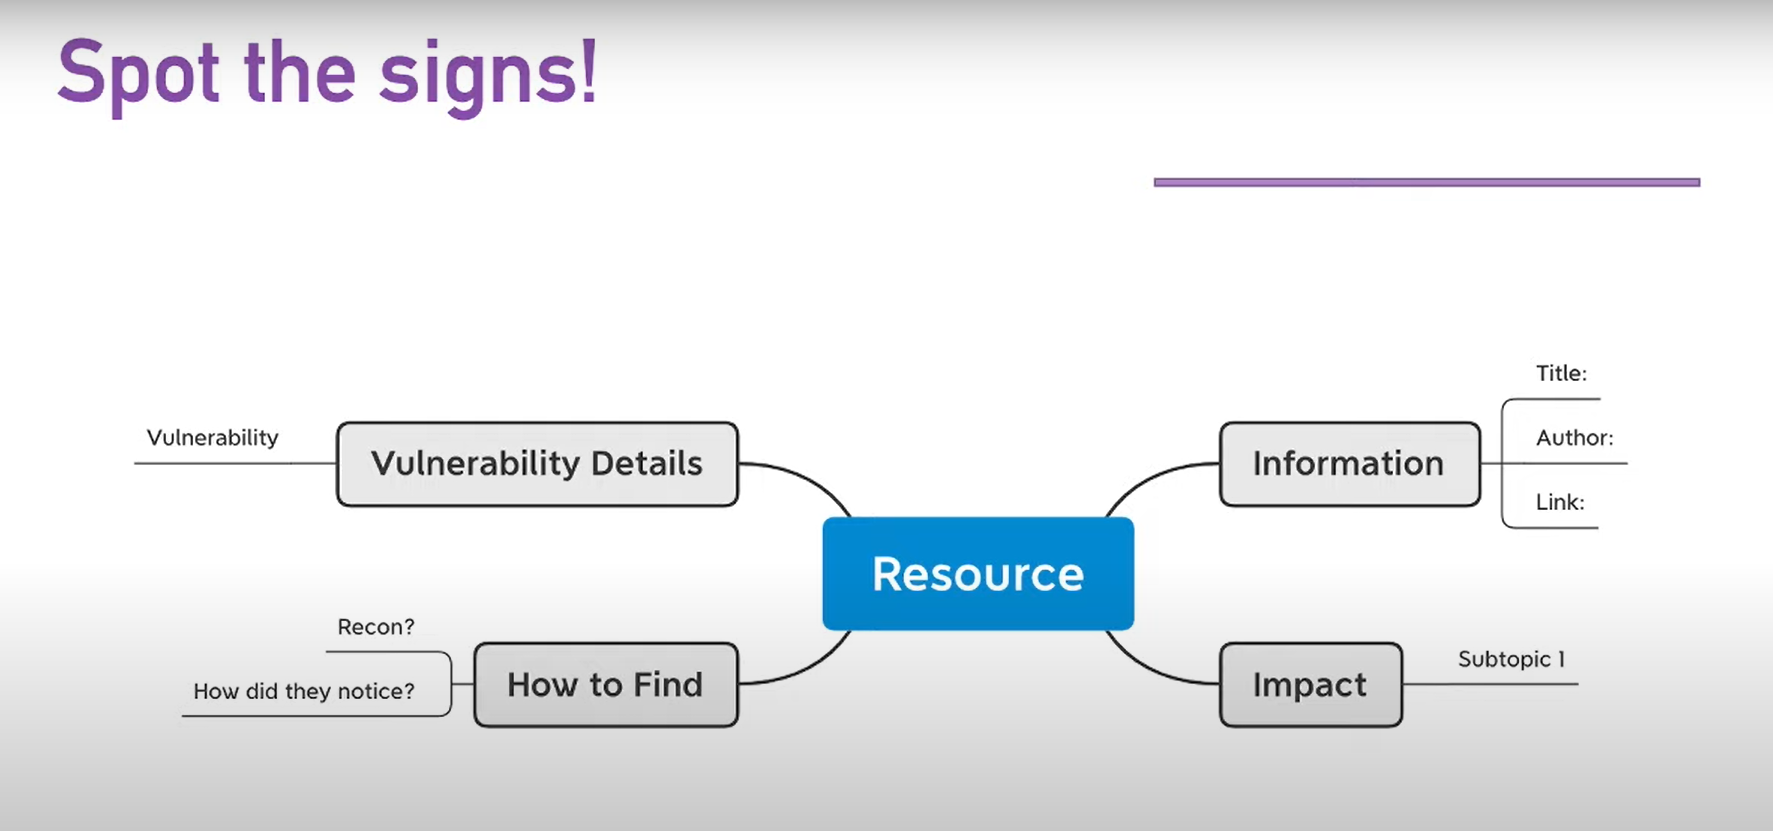 Spot the signs!
Vulnerability
Vulnerability Details
Recon?
How did they notice?
How to Find
Resource
Information
Title:
Author:
Link:
Impact
Subtopic 1